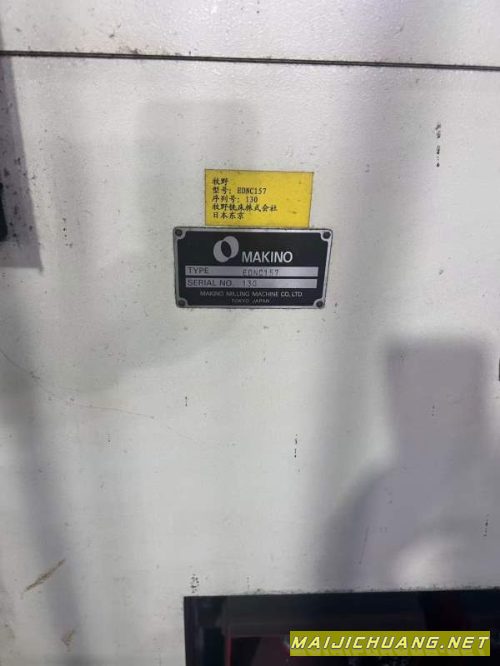 牧野
型号: EDNC157
序列号: 130
牧野铣床株式会社
日本东京
MAKINO
TYPE EDNC157
SERIAL NO. 130
MAKINO MILLING MACHINE CO., LTD.
TOKYO JAPAN
MAIJICHUANG.NET